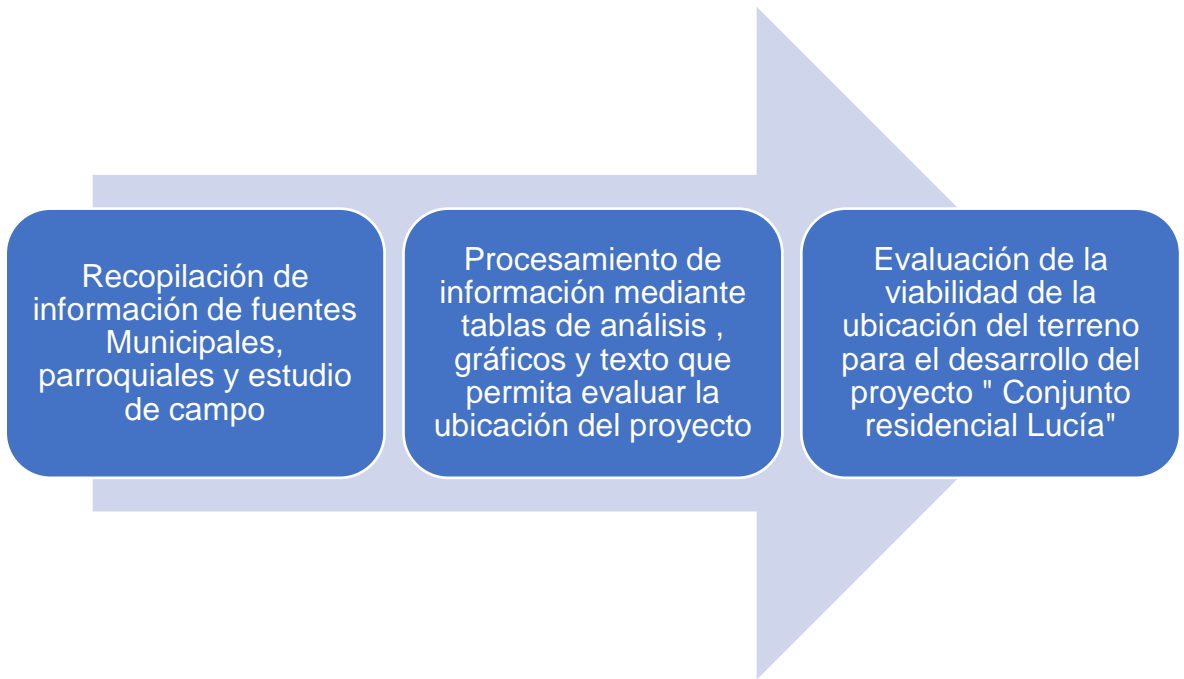 Recopilación de
información de fuentes
Municipales,
parroquiales y estudio
de campo
Procesamiento de
información mediante
tablas de análisis ,
gráficos y texto que
permita evaluar la
ubicación del proyecto
Evaluación de la
viabilidad de la
ubicación del terreno
para el desarrollo del
proyecto " Conjunto
residencial Lucía"